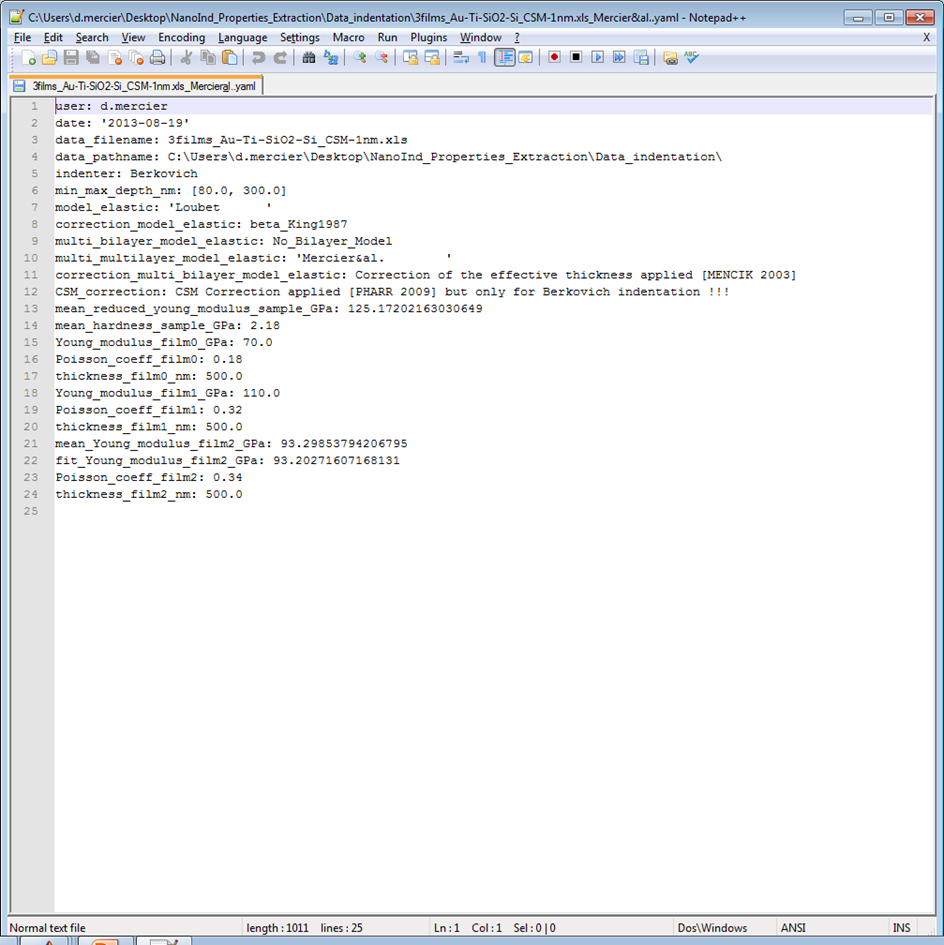 C:\Users\d.mercier\Desktop\NanoInd_Properties_Extraction\Data_indentation\3films_Au-Ti-SiO2-Si_CSM-1nm.xls_Mercier&al..yaml - Notepad++
File Edit Search View Encoding Language Settings Macro Run Plugins Window ? X
3films_Au-Ti-SiO2-Si_CSM-1nm.xls_Mercier&al..yaml
1 user: d.mercier
2 date: '2013-08-19'
3 data_filename: 3films_Au-Ti-SiO2-Si_CSM-1nm.xls
4 data_pathname: C:\Users\d.mercier\Desktop\NanoInd_Properties_Extraction\Data_indentation\
5 indenter: Berkovich
6 min_max_depth_nm: [80.0, 300.0]
7 model_elastic: 'Loubet      '
8 correction_model_elastic: beta_King1987
9 multi_bilayer_model_elastic: No_Bilayer_Model
10 multi_multilayer_model_elastic: 'Mercier&al.        '
11 correction_multi_bilayer_model_elastic: Correction of the effective thickness applied [MENCIK 2003]
12 CSM_correction: CSM Correction applied [PHARR 2009] but only for Berkovich indentation !!!
13 mean_reduced_young_modulus_sample_GPa: 125.17202163030649
14 mean_hardness_sample_GPa: 2.18
15 Young_modulus_film0_GPa: 70.0
16 Poisson_coeff_film0: 0.18
17 thickness_film0_nm: 500.0
18 Young_modulus_film1_GPa: 110.0
19 Poisson_coeff_film1: 0.32
20 thickness_film1_nm: 500.0
21 mean_Young_modulus_film2_GPa: 93.29853794206795
22 fit_Young_modulus_film2_GPa: 93.20271607168131
23 Poisson_coeff_film2: 0.34
24 thickness_film2_nm: 500.0
25
Normal text file length : 1011 lines : 25 Ln : 1 Col : 1 Sel : 0 | 0 Dos\Windows ANSI INS